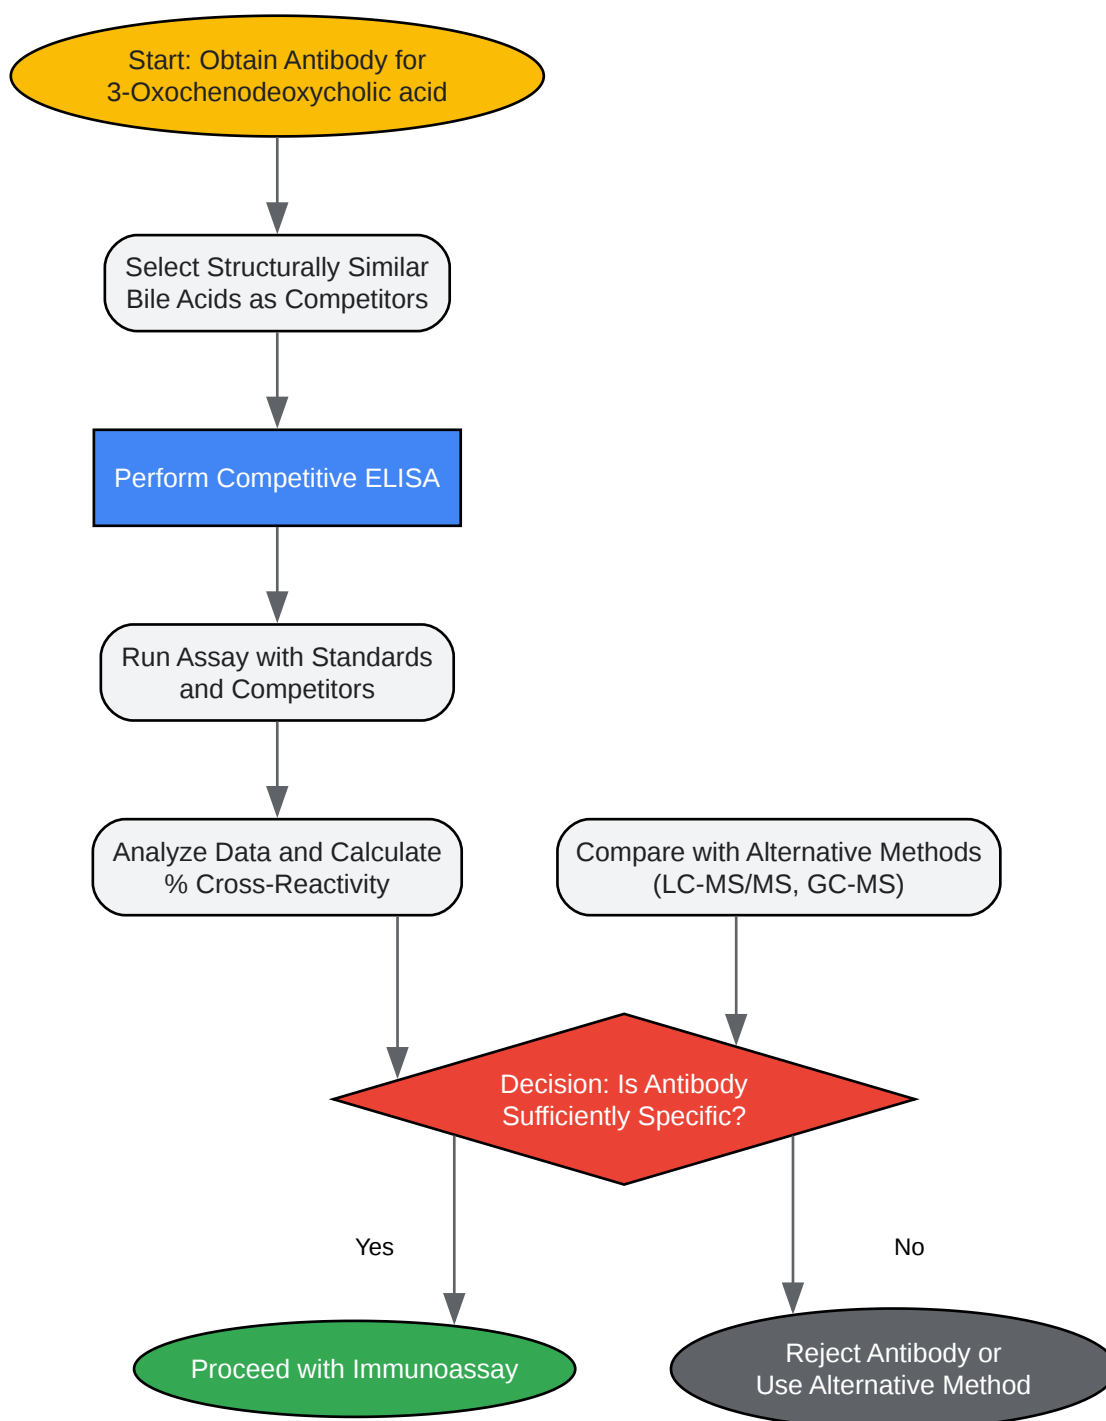 Start: Obtain Antibody for
3-Oxochenodeoxycholic acid
Select Structurally Similar
Bile Acids as Competitors
Perform Competitive ELISA
Run Assay with Standards
and Competitors
Analyze Data and Calculate
% Cross-Reactivity
Compare with Alternative Methods
(LC-MS/MS, GC-MS)
Decision: Is Antibody
Sufficiently Specific?
Yes
No
Proceed with Immunoassay
Reject Antibody or
Use Alternative Method